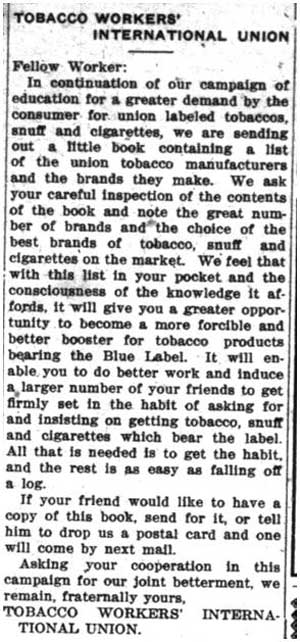 TOBACCO WORKERS'
INTERNATIONAL UNION
Fellow Worker:
In continuation of our campaign of
education for a greater demand by the
consumer for union labeled tobaccos,
snuff and cigarettes, we are sending
out a little book containing a list
of the union tobacco manufacturers
and the brands they make. We ask
your careful inspection of the contents
of the book and note the great num-
ber of brands and the choice of the
best brands of tobacco, snuff and
cigarettes on the market. We feel that
with this list in your pocket and the
consciousness of the knowledge it af-
fords, it will give you a greater oppor-
tunity to become a more forcible and
better booster for tobacco products
bearing the Blue Label. It will en-
able you to do better work and induce
a larger number of your friends to get
firmly set in the habit of asking for
and insisting on getting tobacco, snuff
and cigarettes which bear the label.
All that is needed is to get the habit,
and the rest is as easy as falling off
a log.
If your friend would like to have a
copy of this book, send for it, or tell
him to drop us a postal card and one
will come by next mail.
Asking your cooperation in this
campaign for our joint betterment, we
remain, fraternally yours,
TOBACCO WORKERS' INTERNA-
TIONAL UNION.